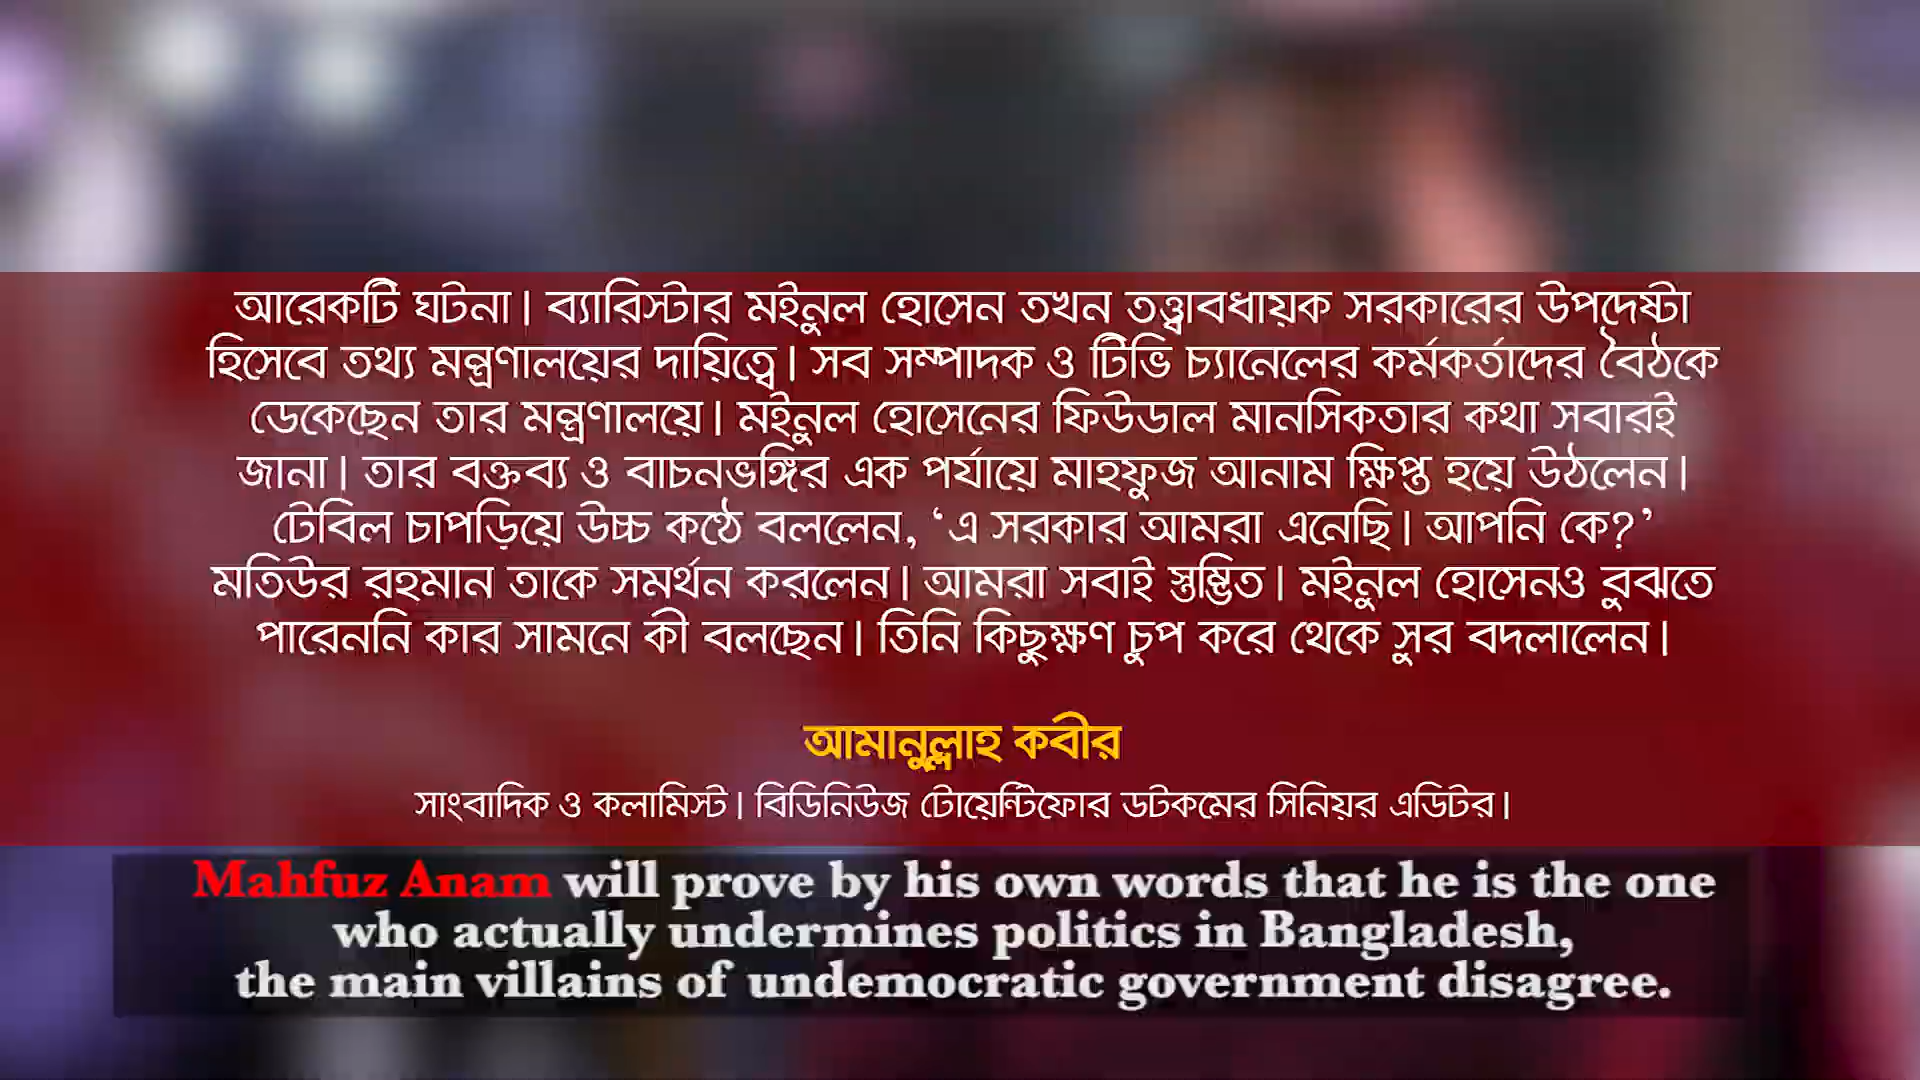 আরেকটি ঘটনা। ব্যারিস্টার মইনুল হোসেন তখন তত্ত্বাবধায়ক সরকারের উপদেষ্টা
হিসেবে তথ্য মন্ত্রণালয়ের দায়িত্বে। সব সম্পাদক ও টিভি চ্যানেলের কর্মকর্তাদের বৈঠকে
ডেকেছেন তার মন্ত্রণালয়ে। মইনুল হোসেনের ফিউডাল মানসিকতার কথা সবারই
জানা। তার বক্তব্য ও বাচনভঙ্গির এক পর্যায়ে মাহফুজ আনাম ক্ষিপ্ত হয়ে উঠলেন।
টেবিল চাপড়িয়ে উচ্চ কণ্ঠে বললেন, ‘এ সরকার আমরা এনেছি। আপনি কে?’
মতিউর রহমান তাকে সমর্থন করলেন। আমরা সবাই স্তম্ভিত। মইনুল হোসেনও বুঝতে
পারেননি কার সামনে কী বলছেন। তিনি কিছুক্ষণ চুপ করে থেকে সুর বদলালেন।
আমানুল্লাহ কবীর
সাংবাদিক ও কলামিস্ট। বিডিনিউজ টোয়েন্টিফোর ডটকমের সিনিয়র এডিটর।
Mahfuz Anam will prove by his own words that he is the one
who actually undermines politics in Bangladesh,
the main villains of undemocratic government disagree.